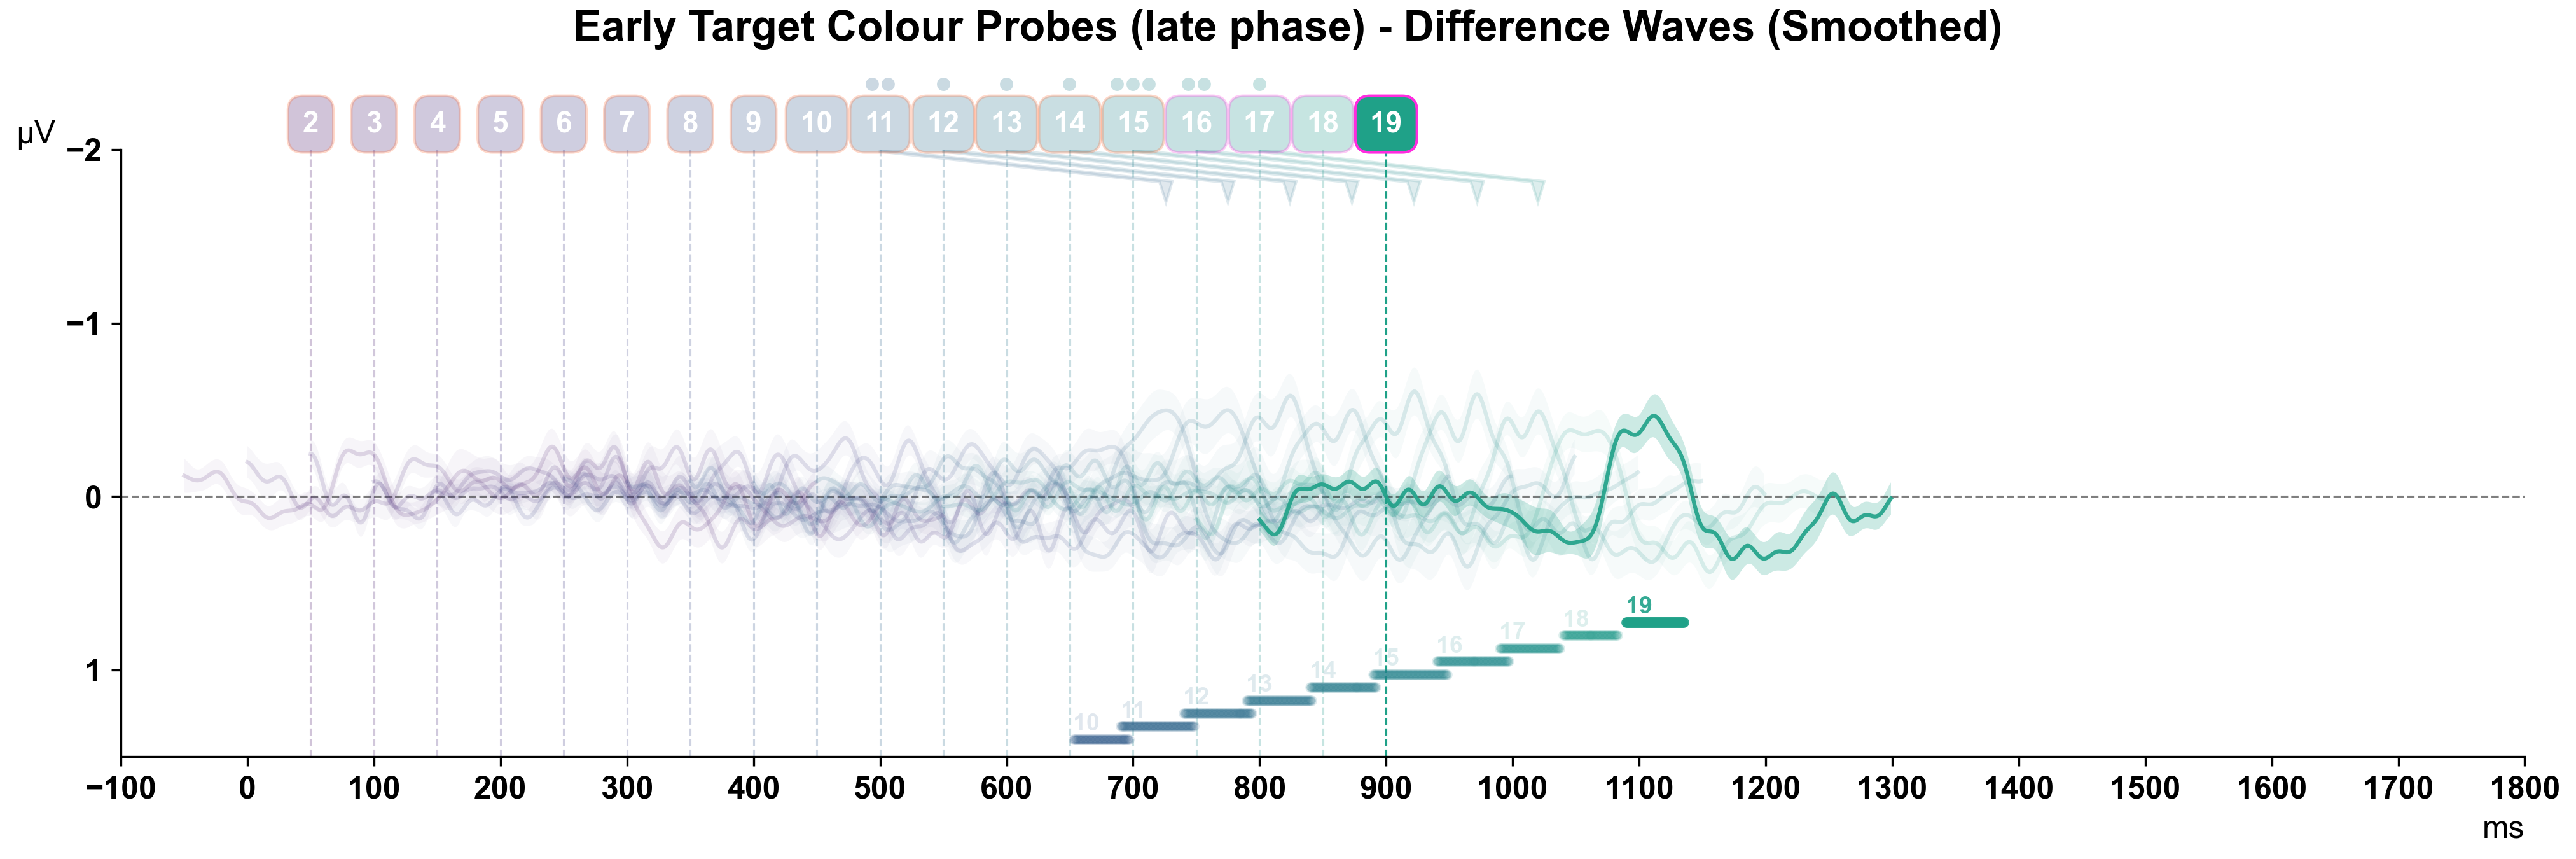 Early Target Colour Probes (late phase) - Difference Waves (Smoothed)
2 3 4 5 6 7 8 9 10 11 12 13 14 15 16 17 18 19
μV
−2
−1
0
1
19
18
17
16
15
14
13
12
11
10
−100 0 100 200 300 400 500 600 700 800 900 1000 1100 1200 1300 1400 1500 1600 1700 1800
ms